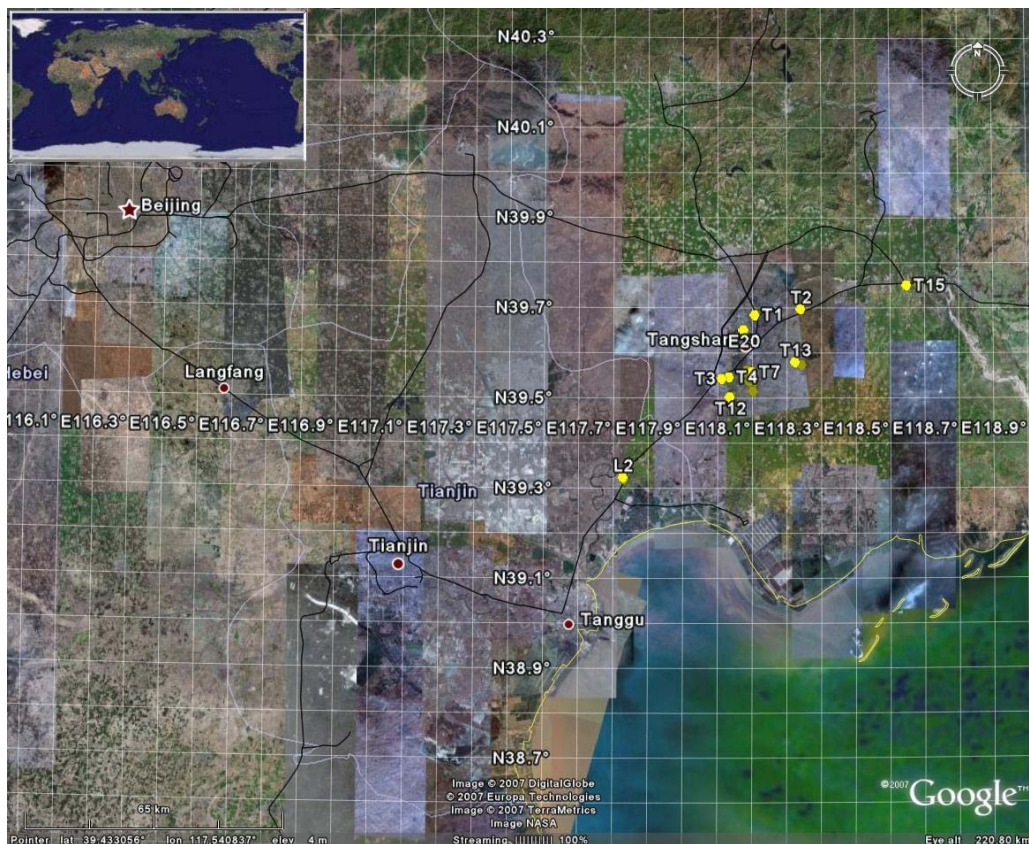 N40.3°
N
N40.1°
Beijing
N39.9°
T15
N39.7°
T2
T1
Tangshan
E20
T13
Hebei
Langfang
T3
T4
T7
N39.5°
T12
E116.1°
E116.3°
E116.5°
E116.7°
E116.9°
E117.1°
E117.3°
E117.5°
E117.7°
E117.9°
E118.1°
E118.3°
E118.5°
E118.7°
E118.9°
L2
N39.3°
Tianjin
Tianjin
N39.1°
Tanggu
N38.9°
N38.7°
Image © 2007 DigitalGlobe
© 2007 Europa Technologies
Image © 2007 TerraMetrics
Image NASA
©2007 Google™
65 km
Pointer lat 39.433056° lon 117.540837° elev 4 m
Streaming ||||||||| 100%
Eye alt 220.80 km